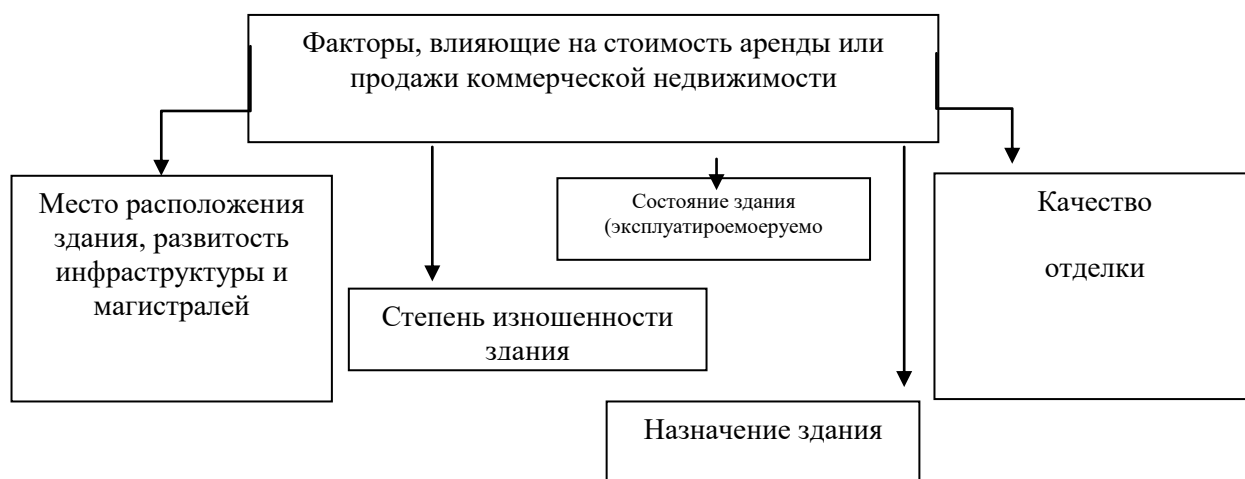 Факторы, влияющие на стоимость аренды или
продажи коммерческой недвижимости
Место расположения
здания, развитость
инфраструктуры и
магистралей
Степень изношенности
здания
Состояние здания
(эксплуатироемоеруемо
Назначение здания
Качество
отделки